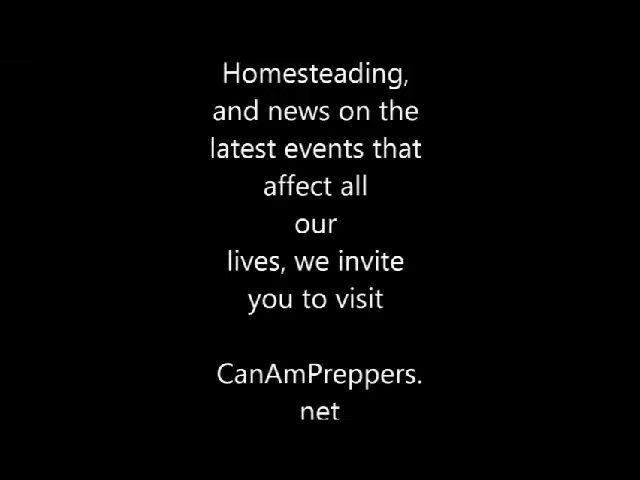 Homesteading,
and news on the
latest events that
affect all
our
lives, we invite
you to visit
CanAmPreppers.
net